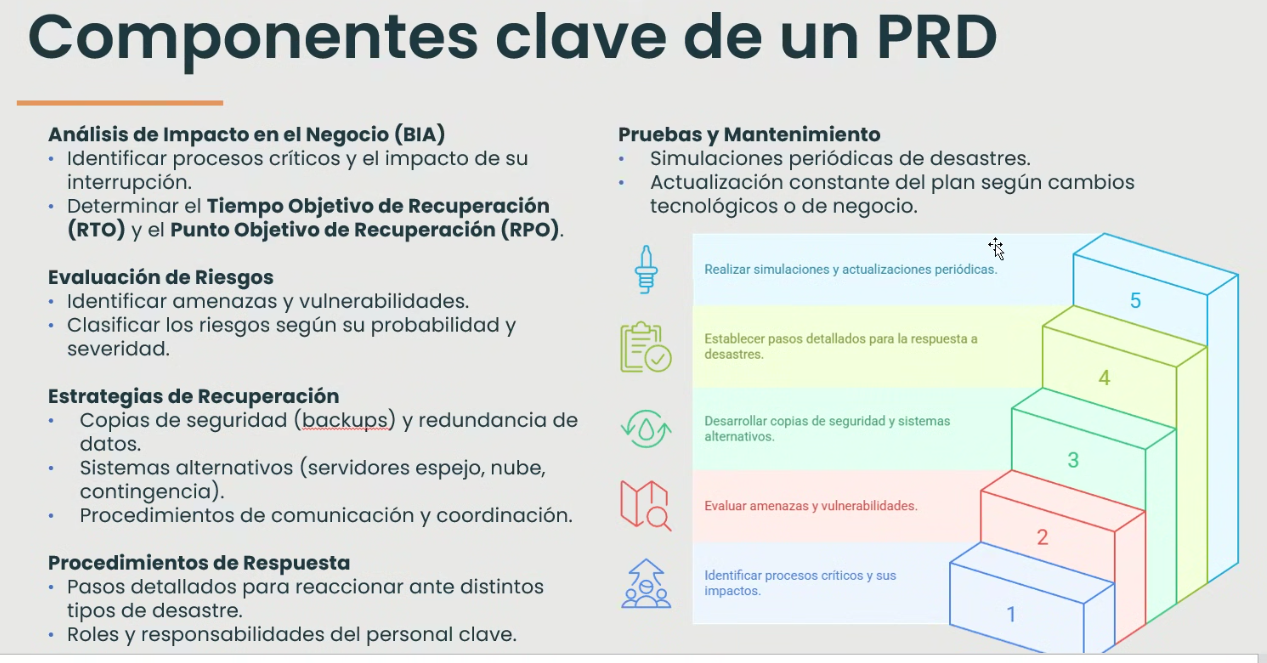 Componentes clave de un PRD
Análisis de Impacto en el Negocio (BIA)
• Identificar procesos críticos y el impacto de su
interrupción.
• Determinar el Tiempo Objetivo de Recuperación
(RTO) y el Punto Objetivo de Recuperación (RPO).
Evaluación de Riesgos
• Identificar amenazas y vulnerabilidades.
• Clasificar los riesgos según su probabilidad y
severidad.
Estrategias de Recuperación
• Copias de seguridad (backups) y redundancia de
datos.
• Sistemas alternativos (servidores espejo, nube,
contingencia).
• Procedimientos de comunicación y coordinación.
Procedimientos de Respuesta
• Pasos detallados para reaccionar ante distintos
tipos de desastre.
• Roles y responsabilidades del personal clave.
Pruebas y Mantenimiento
• Simulaciones periódicas de desastres.
• Actualización constante del plan según cambios
tecnológicos o de negocio.
Realizar simulaciones y actualizaciones periódicas.
5
Establecer pasos detallados para la respuesta a
desastres.
4
Desarrollar copias de seguridad y sistemas
alternativos.
3
Evaluar amenazas y vulnerabilidades.
2
Identificar procesos críticos y sus
impactos.
1